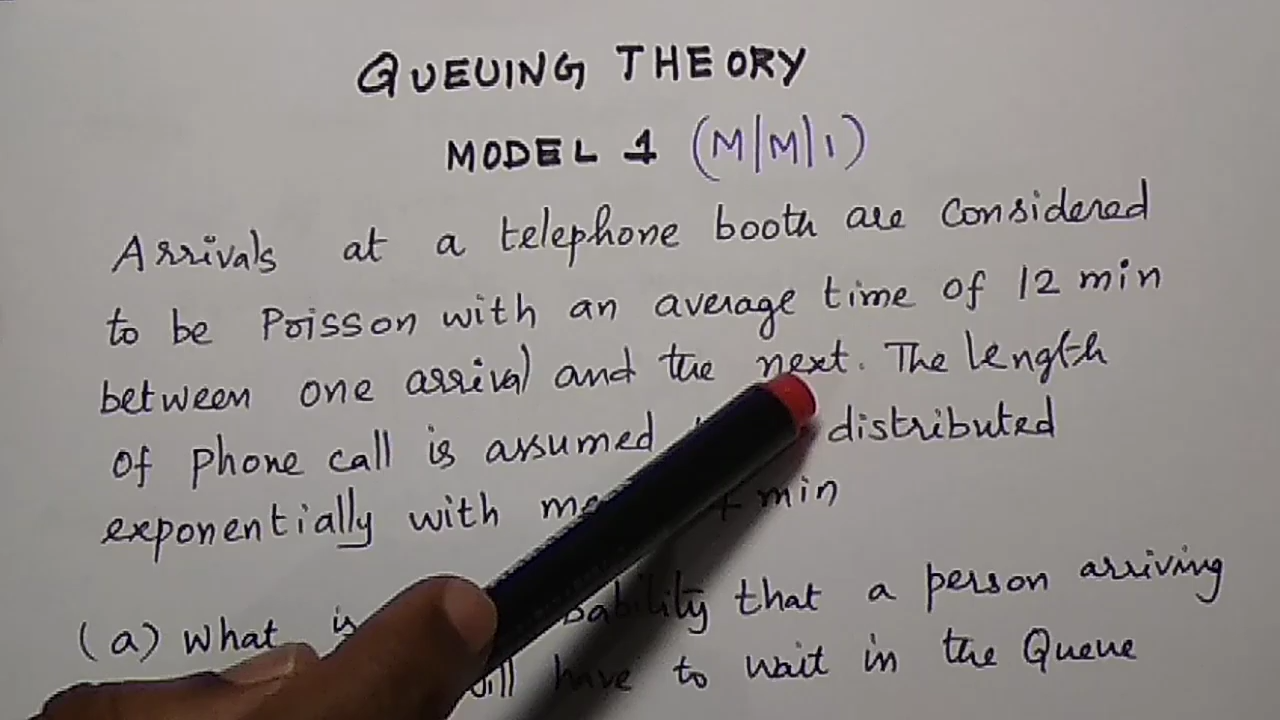 QUEUING THEORY
MODEL 1 (M|M|1)
Arrivals at a telephone booth are considered
to be Poisson with an average time of 12 min
between one arrival and the next. The length
of phone call is assumed distributed
exponentially with min
(a) What is that a person arriving
will have to wait in the Queue